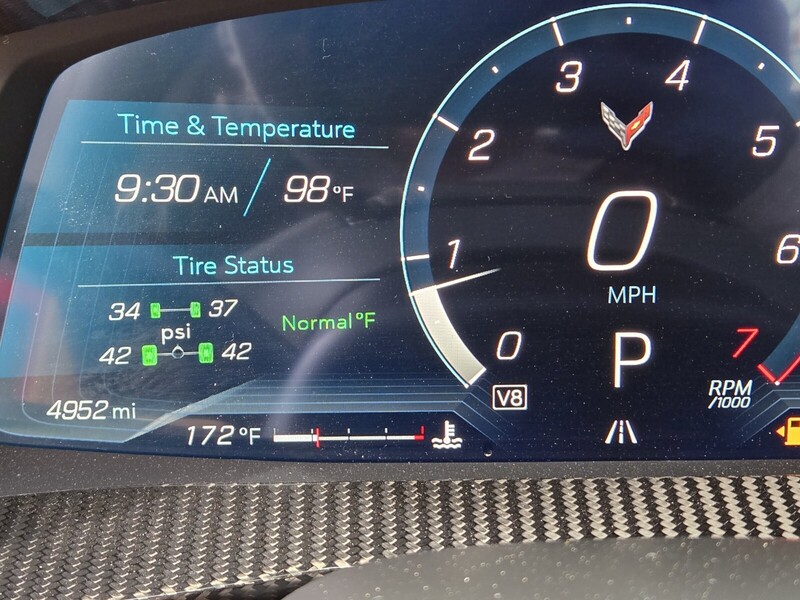 Time & Temperature
9:30 AM / 98°F
Tire Status
34 37
psi
42 42
Normal °F
4952 mi
172°F
0
1
2
3
4
5
6
7
0
MPH
P
V8
RPM
/1000